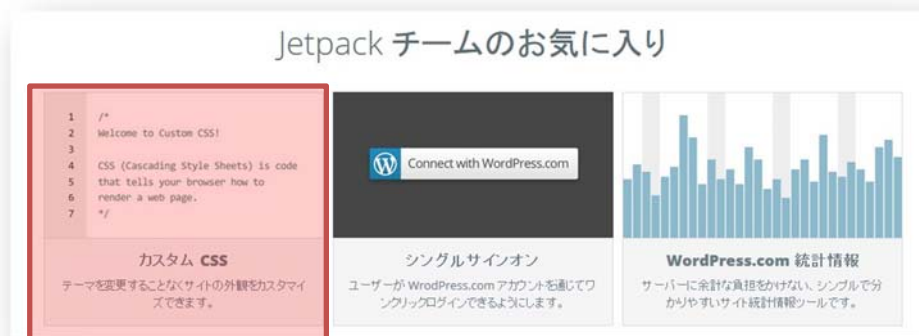 Jetpack チームのお気に入り
1 /*
2 Welcome to Custom CSS!
3
4 CSS (Cascading Style Sheets) is code
5 that tells your browser how to
6 render a web page.
7 */
カスタム CSS
テーマを変更することなくサイトの外観をカスタマイ
ズできます。
Connect with WordPress.com
シングルサインオン
ユーザーが WordPress.com アカウントを通じてワ
ンクリックログインできるようにします。
WordPress.com 統計情報
サーバーに余計な負担をかけない、シンプルで分
かりやすいサイト統計情報ツールです。